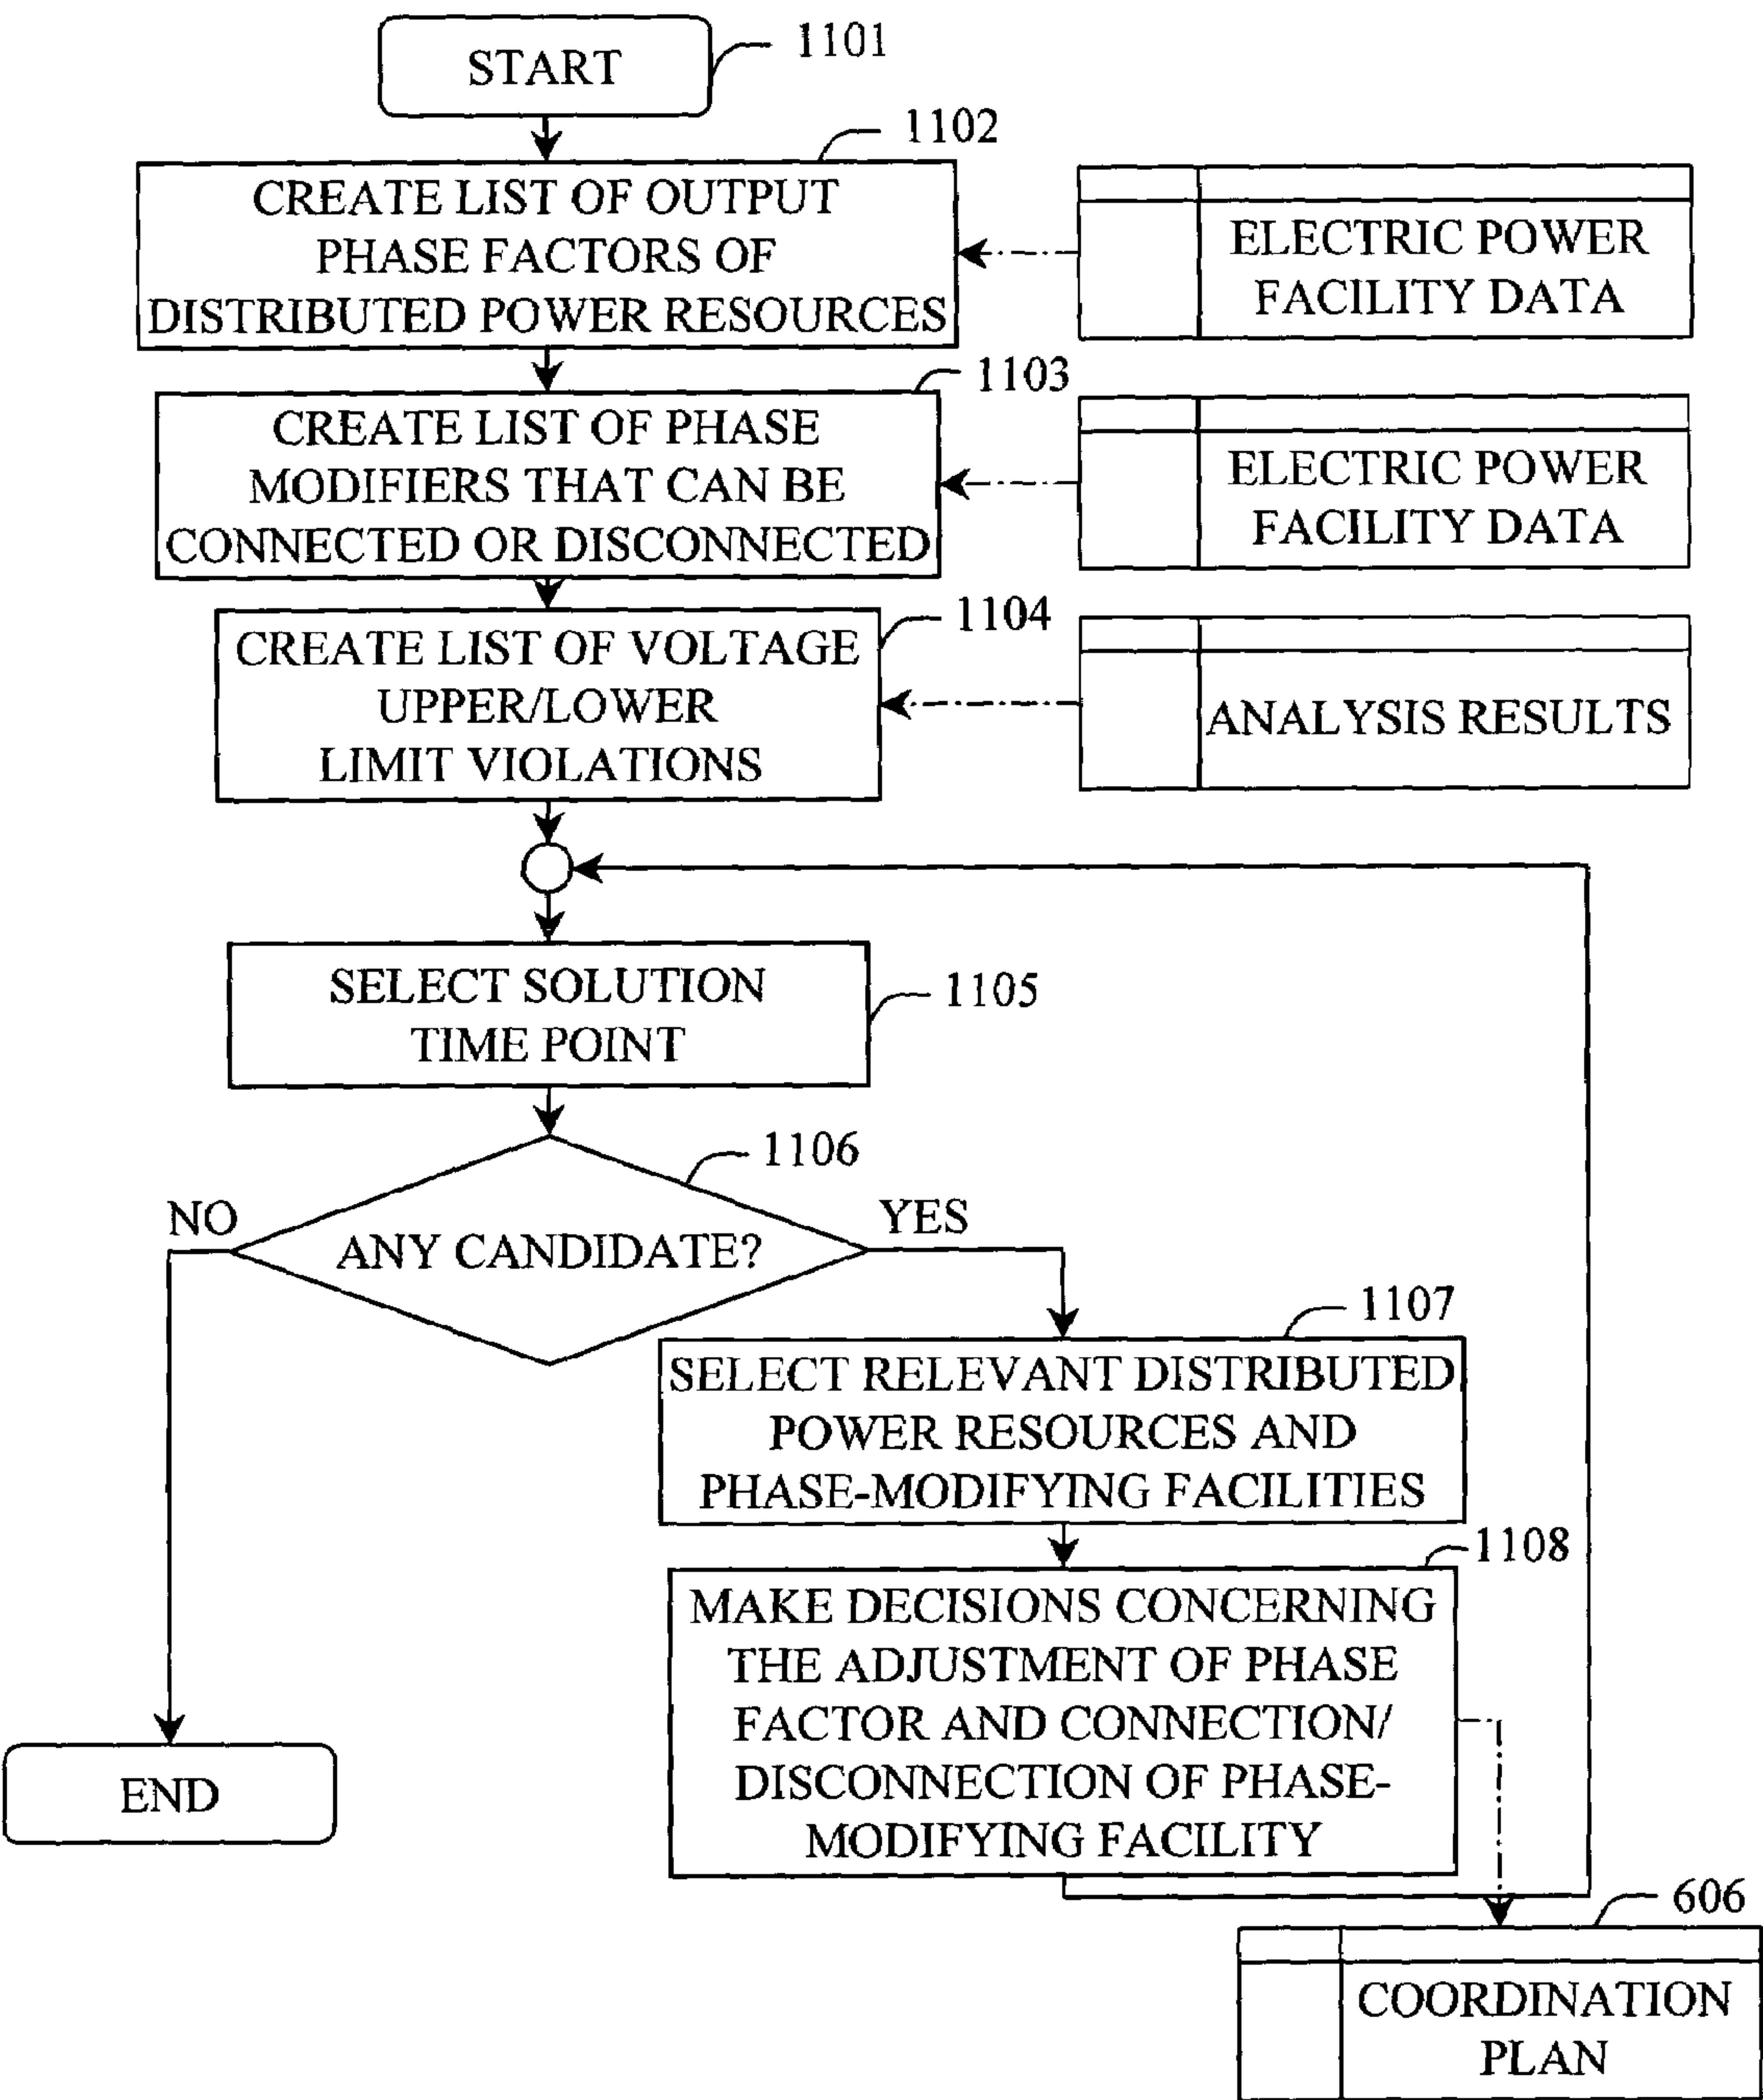 START
1101
1102
CREATE LIST OF OUTPUT
PHASE FACTORS OF
DISTRIBUTED POWER RESOURCES
ELECTRIC POWER
FACILITY DATA
1103
CREATE LIST OF PHASE
MODIFIERS THAT CAN BE
CONNECTED OR DISCONNECTED
ELECTRIC POWER
FACILITY DATA
1104
CREATE LIST OF VOLTAGE
UPPER/LOWER
LIMIT VIOLATIONS
ANALYSIS RESULTS
SELECT SOLUTION
TIME POINT
1105
1106
NO
ANY CANDIDATE?
YES
1107
SELECT RELEVANT DISTRIBUTED
POWER RESOURCES AND
PHASE-MODIFYING FACILITIES
1108
MAKE DECISIONS CONCERNING
THE ADJUSTMENT OF PHASE
FACTOR AND CONNECTION/
DISCONNECTION OF PHASE-
MODIFYING FACILITY
END
606
COORDINATION
PLAN